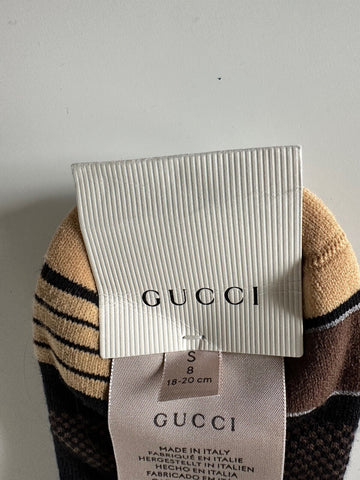 GUCCI
S
8
18-20 cm
GUCCI
MADE IN ITALY
FABRIQUÉ EN ITALIE
HERGESTELLT IN ITALIEN
HECHO EN ITALIA
FABRICADO EM ITÁLIA